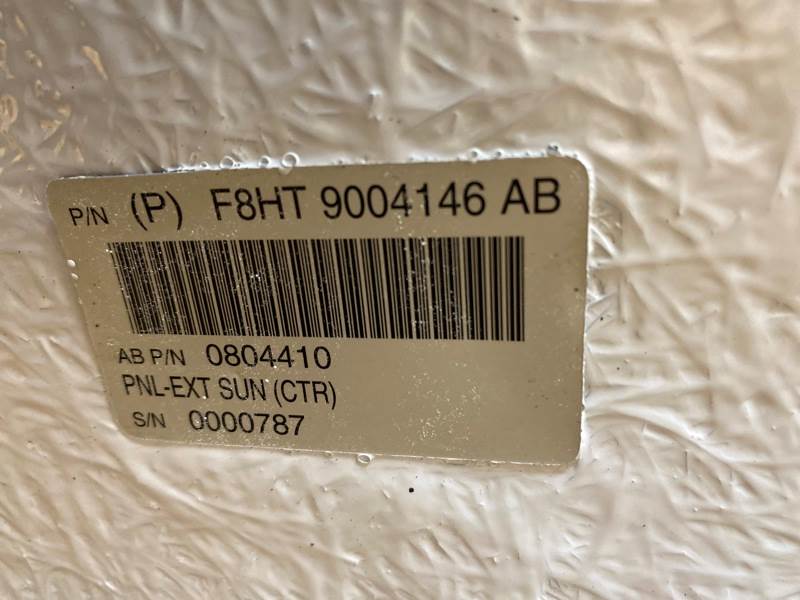 P/N (P) F8HT 9004146 AB
AB P/N 0804410
PNL-EXT SUN (CTR)
S/N 0000787